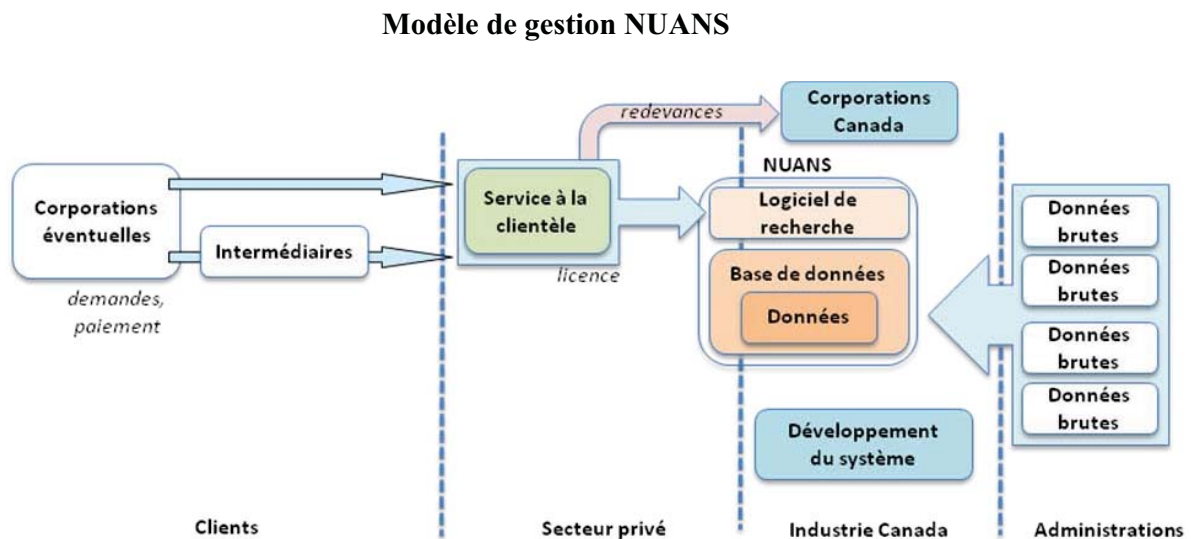 Modèle de gestion NUANS
redevances
Corporations
Canada
NUANS
Corporations
éventuelles
Intermédiaires
demandes,
paiement
Service à la
clientèle
licence
Logiciel de
recherche
Base de données
Données
Données
brutes
Données
brutes
Données
brutes
Données
brutes
Développement
du système
Clients
Secteur privé
Industrie Canada
Administrations